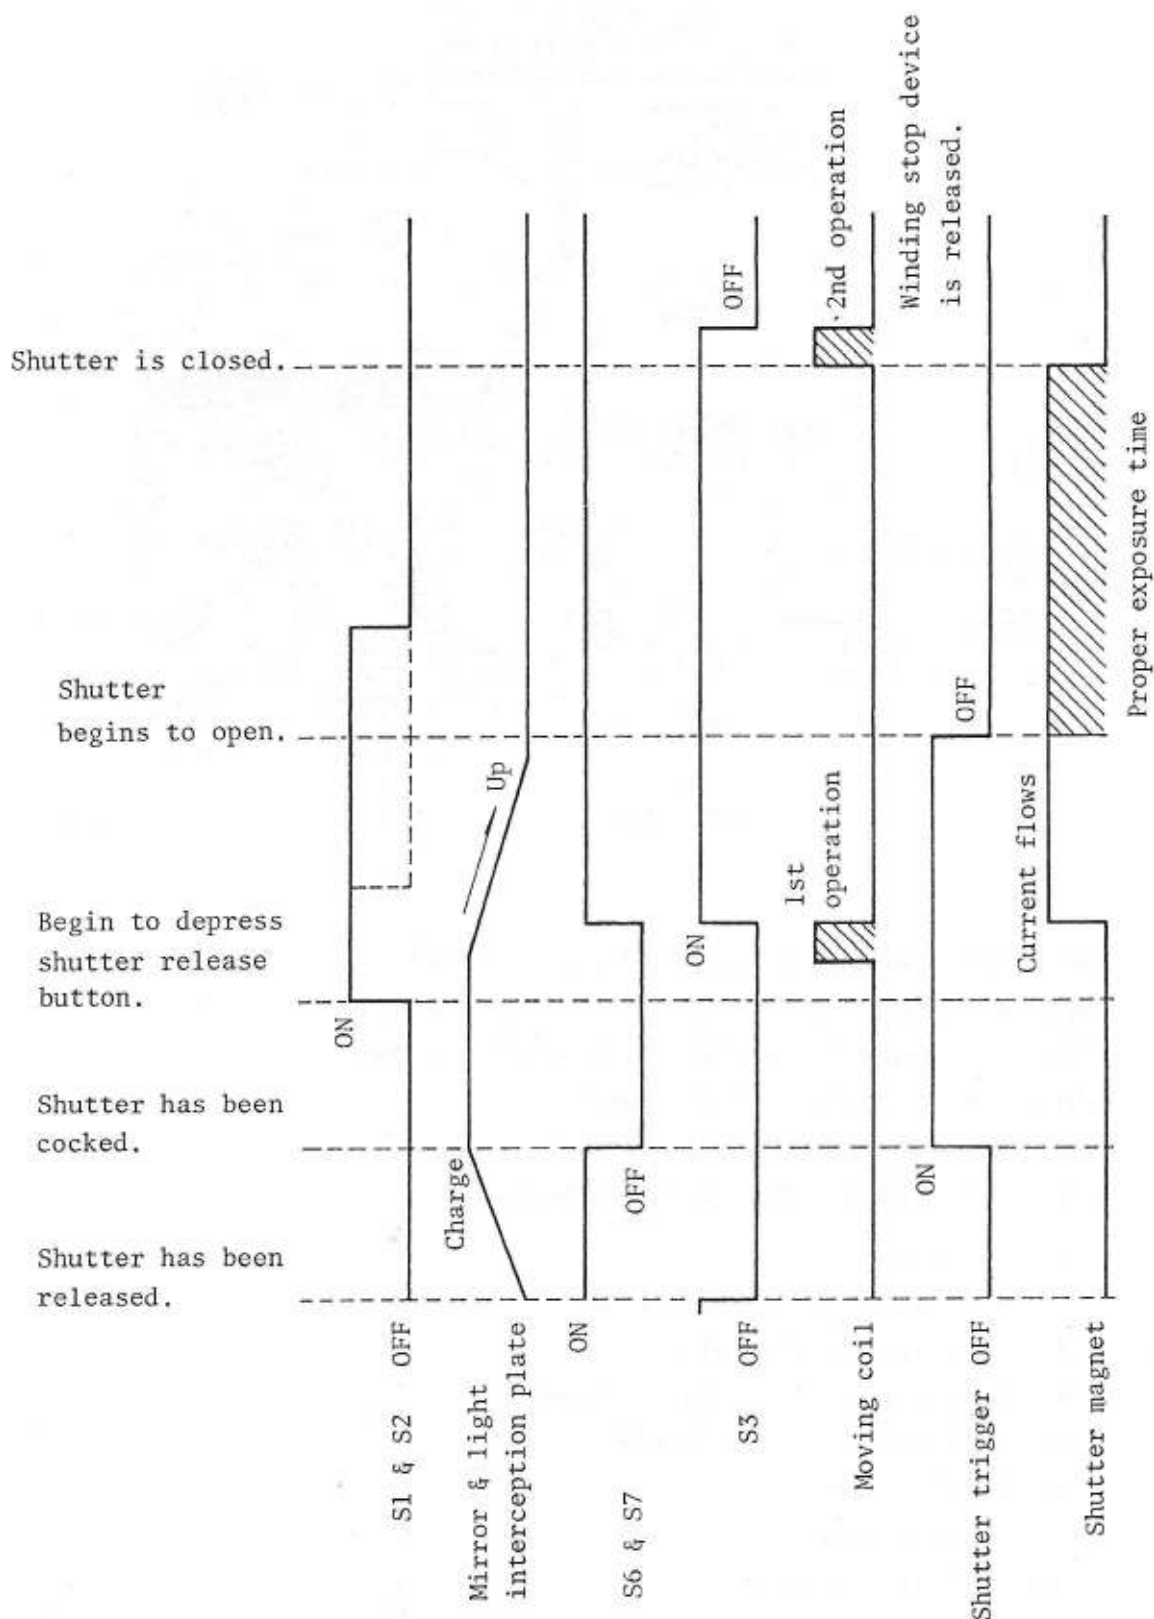 Shutter is closed.
Shutter
begins to open.
Begin to depress
shutter release
button.
Shutter has been
cocked.
Shutter has been
released.
S1 & S2 OFF
ON
Mirror & light
interception plate
Charge
Up
S6 & S7
ON
OFF
S3 OFF
ON
OFF
Moving coil
1st
operation
2nd operation
Winding stop device
is released.
Shutter trigger OFF
ON
OFF
Shutter magnet
Current flows
Proper exposure time